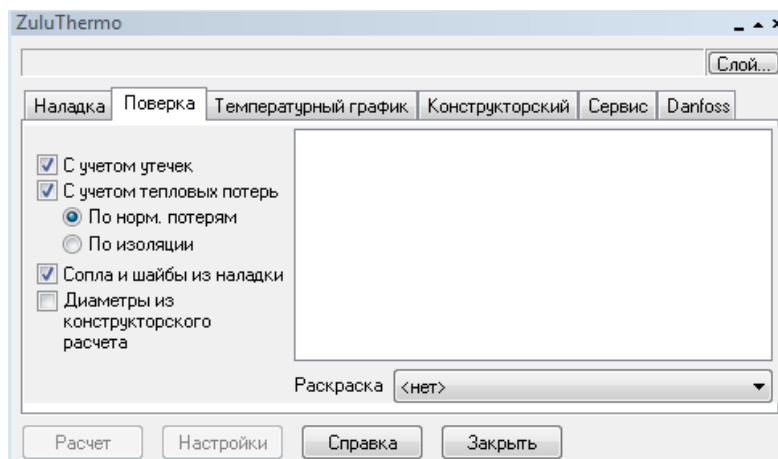 ZuluThermo
Слой...
Наладка Поверка Температурный график Конструкторский Сервис Danfoss
С учетом утечек
С учетом тепловых потерь
По норм. потерям
По изоляции
Сопла и шайбы из наладки
Диаметры из
конструкторского
расчета
Раскраска <нет>
Расчет Настройки Справка Закрыть